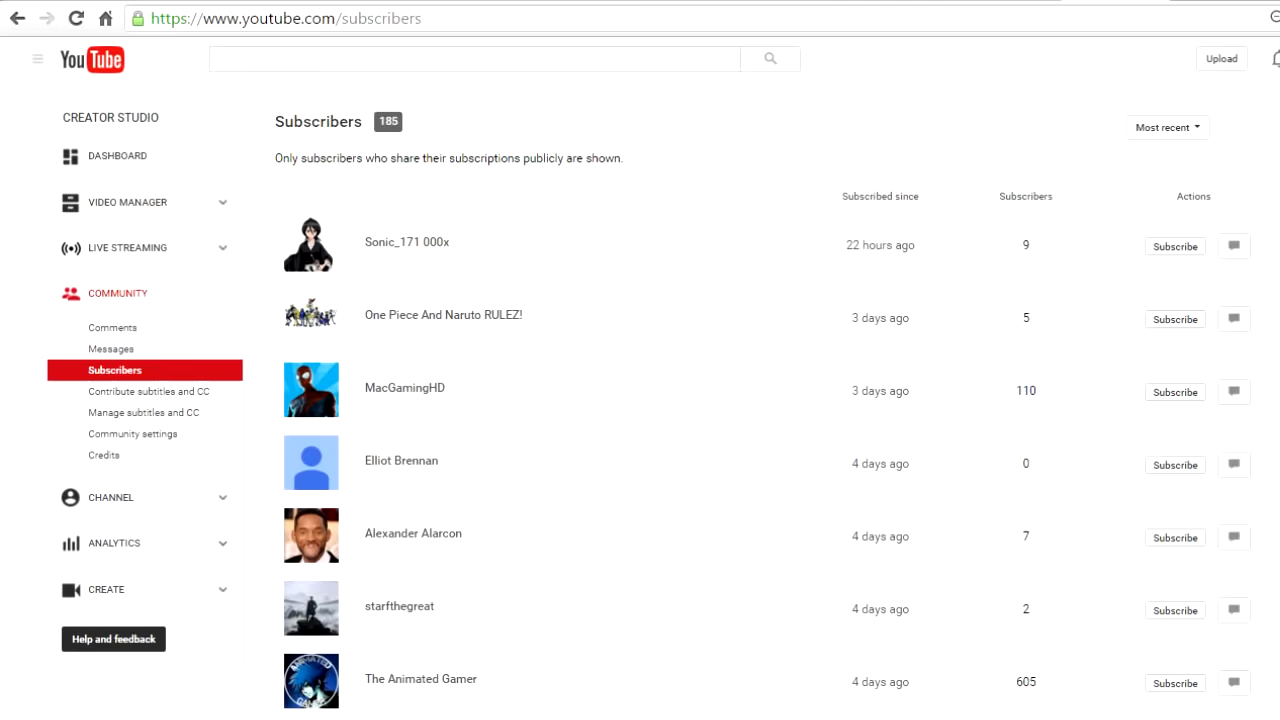 https://www.youtube.com/subscribers
YouTube
Upload
CREATOR STUDIO
DASHBOARD
VIDEO MANAGER
LIVE STREAMING
COMMUNITY
Comments
Messages
Subscribers
Contribute subtitles and CC
Manage subtitles and CC
Community settings
Credits
CHANNEL
ANALYTICS
CREATE
Help and feedback
Subscribers 185
Most recent
Only subscribers who share their subscriptions publicly are shown.
Subscribed since Subscribers Actions
Sonic_171 000x 22 hours ago 9 Subscribe
One Piece And Naruto RULEZ! 3 days ago 5 Subscribe
MacGamingHD 3 days ago 110 Subscribe
Elliot Brennan 4 days ago 0 Subscribe
Alexander Alarcon 4 days ago 7 Subscribe
starfthegreat 4 days ago 2 Subscribe
ANIMATED
The Animated Gamer 4 days ago 605 Subscribe